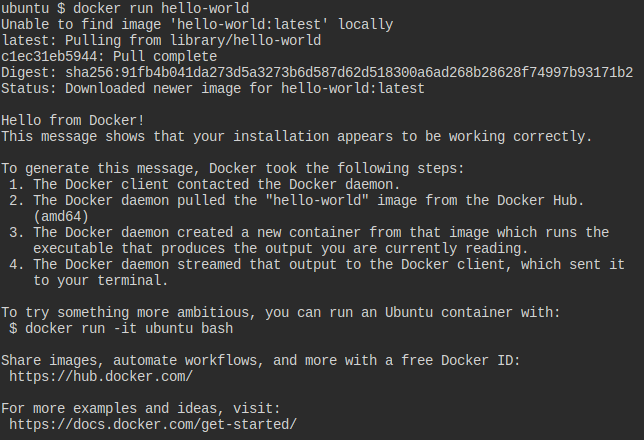 ubuntu $ docker run hello-world
Unable to find image 'hello-world:latest' locally
latest: Pulling from library/hello-world
c1ec31eb5944: Pull complete
Digest: sha256:91fb4b041da273d5a3273b6d587d62d518300a6ad268b28628f74997b93171b2
Status: Downloaded newer image for hello-world:latest

Hello from Docker!
This message shows that your installation appears to be working correctly.

To generate this message, Docker took the following steps:
 1. The Docker client contacted the Docker daemon.
 2. The Docker daemon pulled the "hello-world" image from the Docker Hub.
    (amd64)
 3. The Docker daemon created a new container from that image which runs the
    executable that produces the output you are currently reading.
 4. The Docker daemon streamed that output to the Docker client, which sent it
    to your terminal.

To try something more ambitious, you can run an Ubuntu container with:
 $ docker run -it ubuntu bash

Share images, automate workflows, and more with a free Docker ID:
 https://hub.docker.com/

For more examples and ideas, visit:
 https://docs.docker.com/get-started/